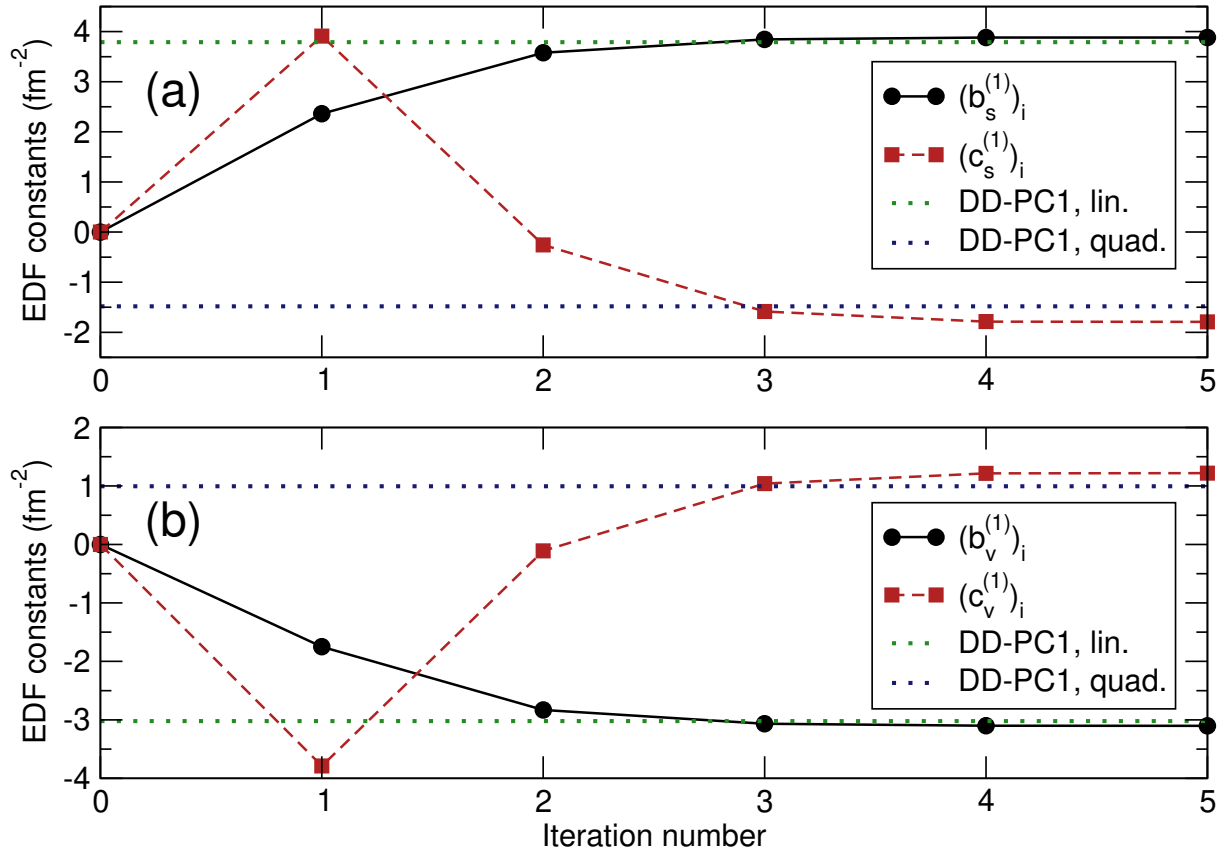 EDF constants (fm⁻²)
4
3
2
1
0
-1
-2
(a)
(b_s^(1))_i
(c_s^(1))_i
DD-PC1, lin.
DD-PC1, quad.
0 1 2 3 4 5
EDF constants (fm⁻²)
2
1
0
-1
-2
-3
-4
(b)
(b_v^(1))_i
(c_v^(1))_i
DD-PC1, lin.
DD-PC1, quad.
0 1 2 3 4 5
Iteration number